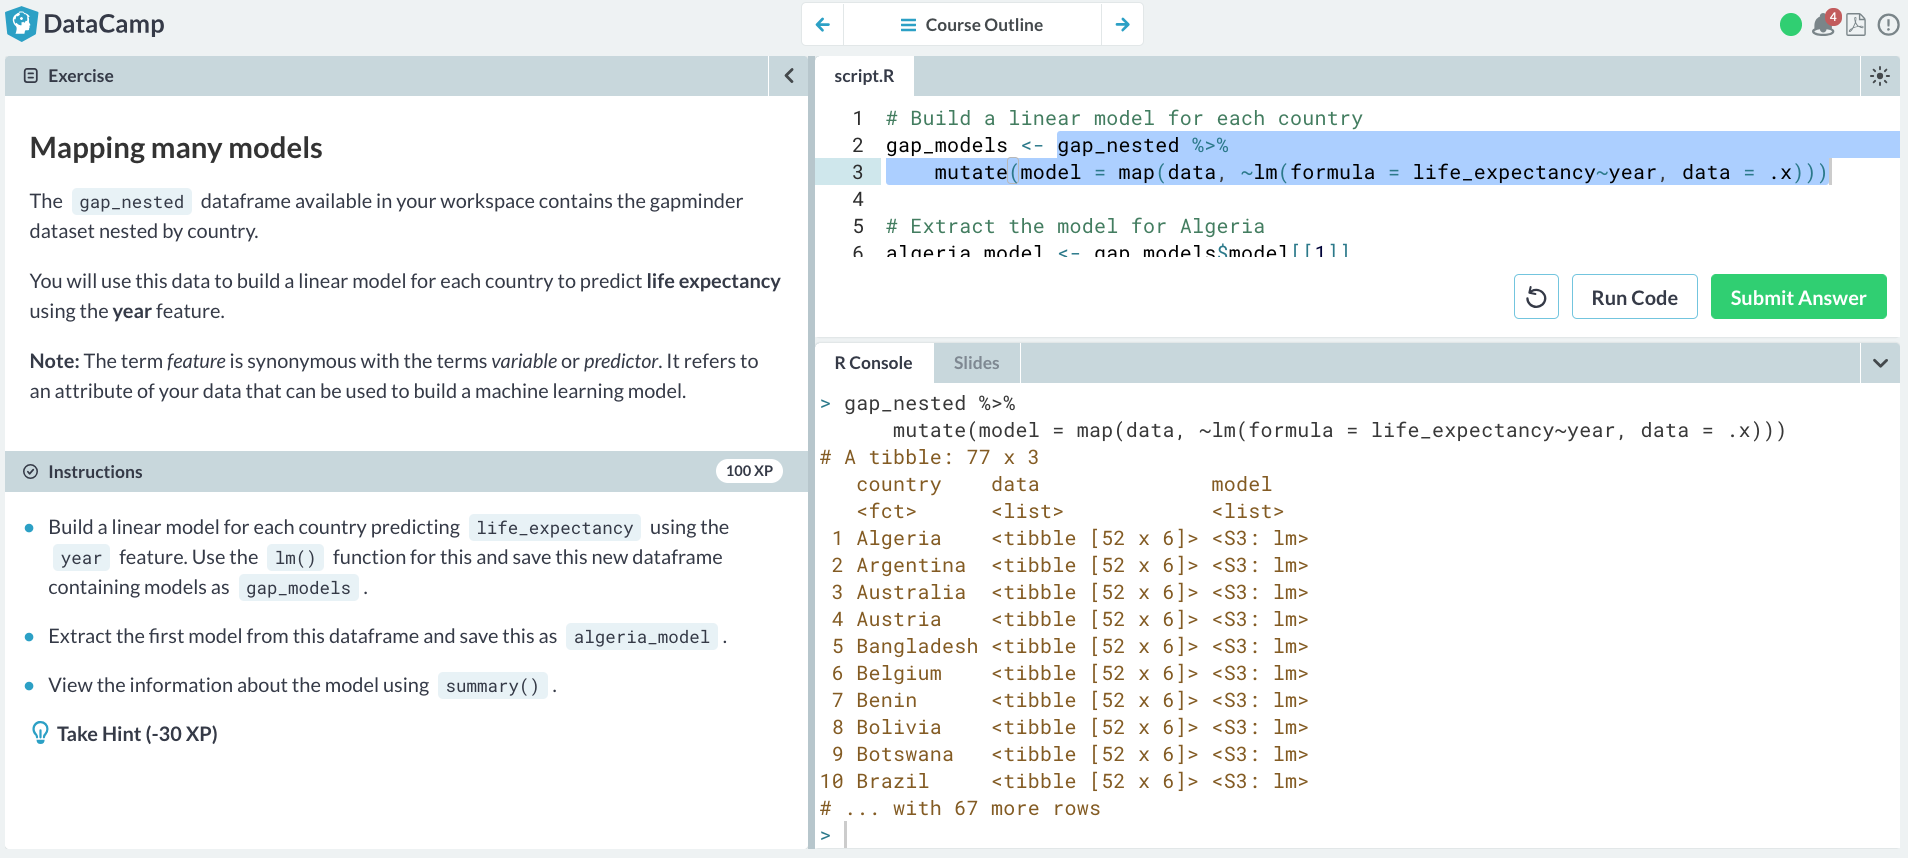 DataCamp
Course Outline
4
Exercise
Mapping many models
The gap_nested dataframe available in your workspace contains the gapminder
dataset nested by country.
You will use this data to build a linear model for each country to predict life expectancy
using the year feature.
Note: The term feature is synonymous with the terms variable or predictor. It refers to
an attribute of your data that can be used to build a machine learning model.
Instructions
100 XP
Build a linear model for each country predicting life_expectancy using the
year feature. Use the lm() function for this and save this new dataframe
containing models as gap_models .
Extract the first model from this dataframe and save this as algeria_model .
View the information about the model using summary() .
Take Hint (-30 XP)
script.R
1 # Build a linear model for each country
2 gap_models <- gap_nested %>%
3     mutate(model = map(data, ~lm(formula = life_expectancy~year, data = .x)))
4
5 # Extract the model for Algeria
6 algeria_model <- gap_models$model[[1]]
Run Code
Submit Answer
R Console
Slides
> gap_nested %>%
      mutate(model = map(data, ~lm(formula = life_expectancy~year, data = .x)))
# A tibble: 77 x 3
   country    data              model
   <fct>      <list>            <list>
 1 Algeria    <tibble [52 x 6]> <S3: lm>
 2 Argentina  <tibble [52 x 6]> <S3: lm>
 3 Australia  <tibble [52 x 6]> <S3: lm>
 4 Austria    <tibble [52 x 6]> <S3: lm>
 5 Bangladesh <tibble [52 x 6]> <S3: lm>
 6 Belgium    <tibble [52 x 6]> <S3: lm>
 7 Benin      <tibble [52 x 6]> <S3: lm>
 8 Bolivia    <tibble [52 x 6]> <S3: lm>
 9 Botswana   <tibble [52 x 6]> <S3: lm>
10 Brazil     <tibble [52 x 6]> <S3: lm>
# ... with 67 more rows
>